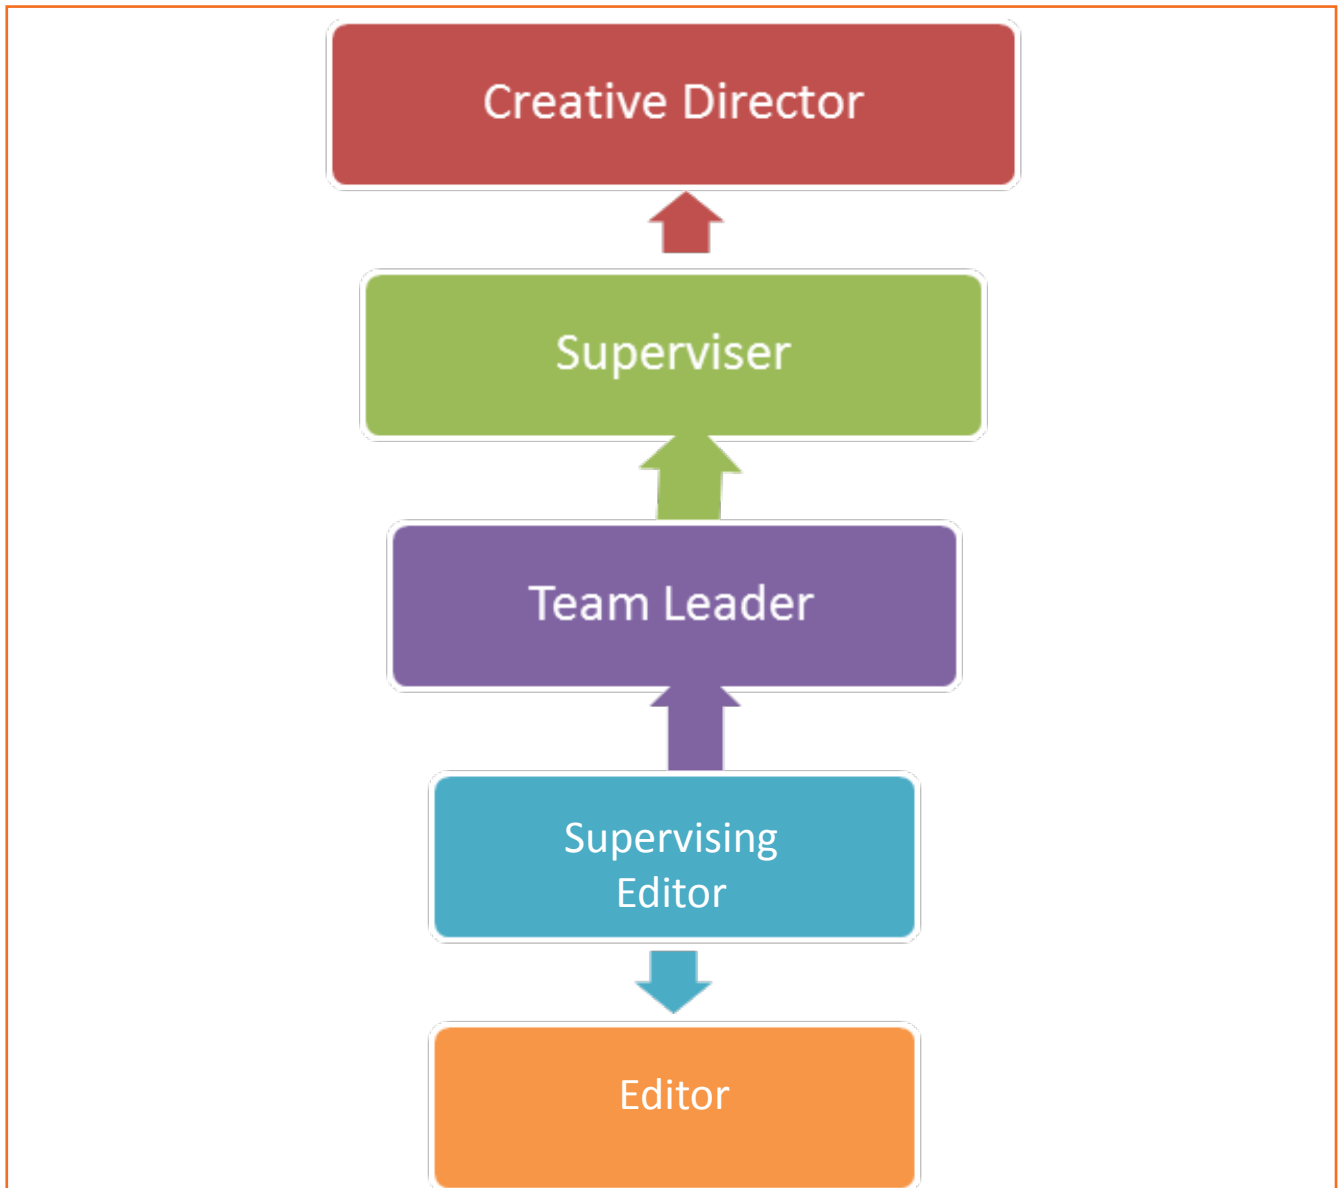 Creative Director
Superviser
Team Leader
Supervising
Editor
Editor